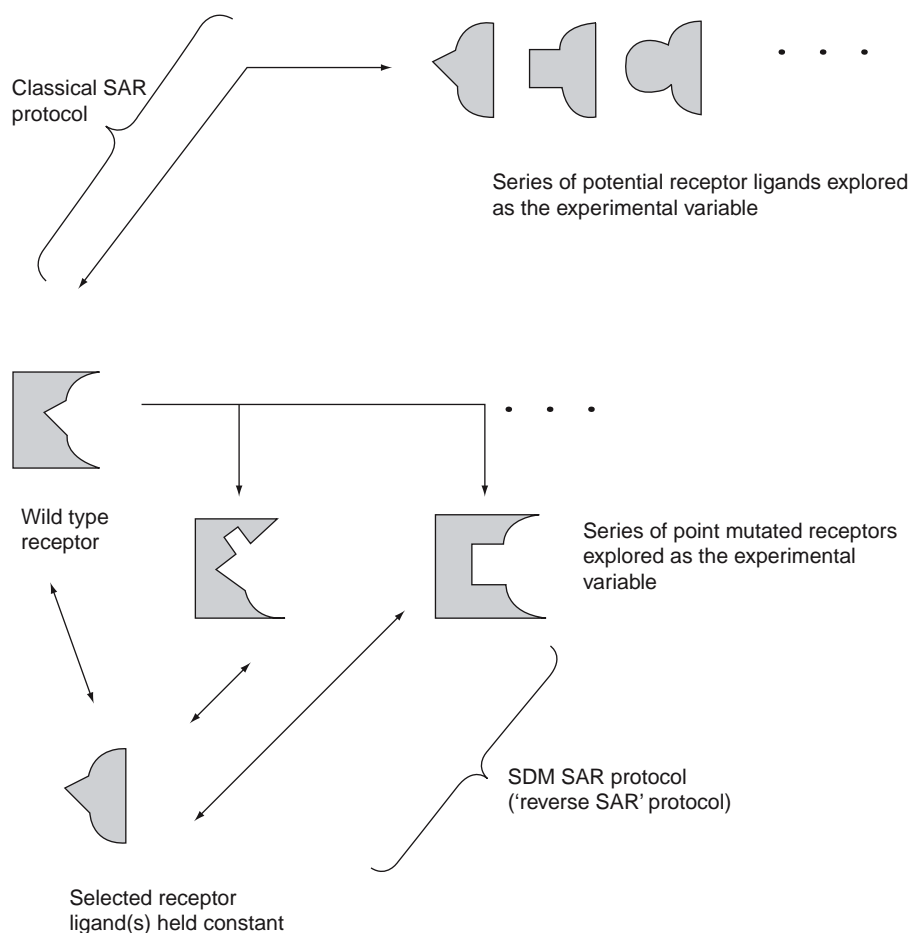 Classical SAR
protocol
Series of potential receptor ligands explored
as the experimental variable
Wild type
receptor
Series of point mutated receptors
explored as the experimental
variable
SDM SAR protocol
(‘reverse SAR’ protocol)
Selected receptor
ligand(s) held constant